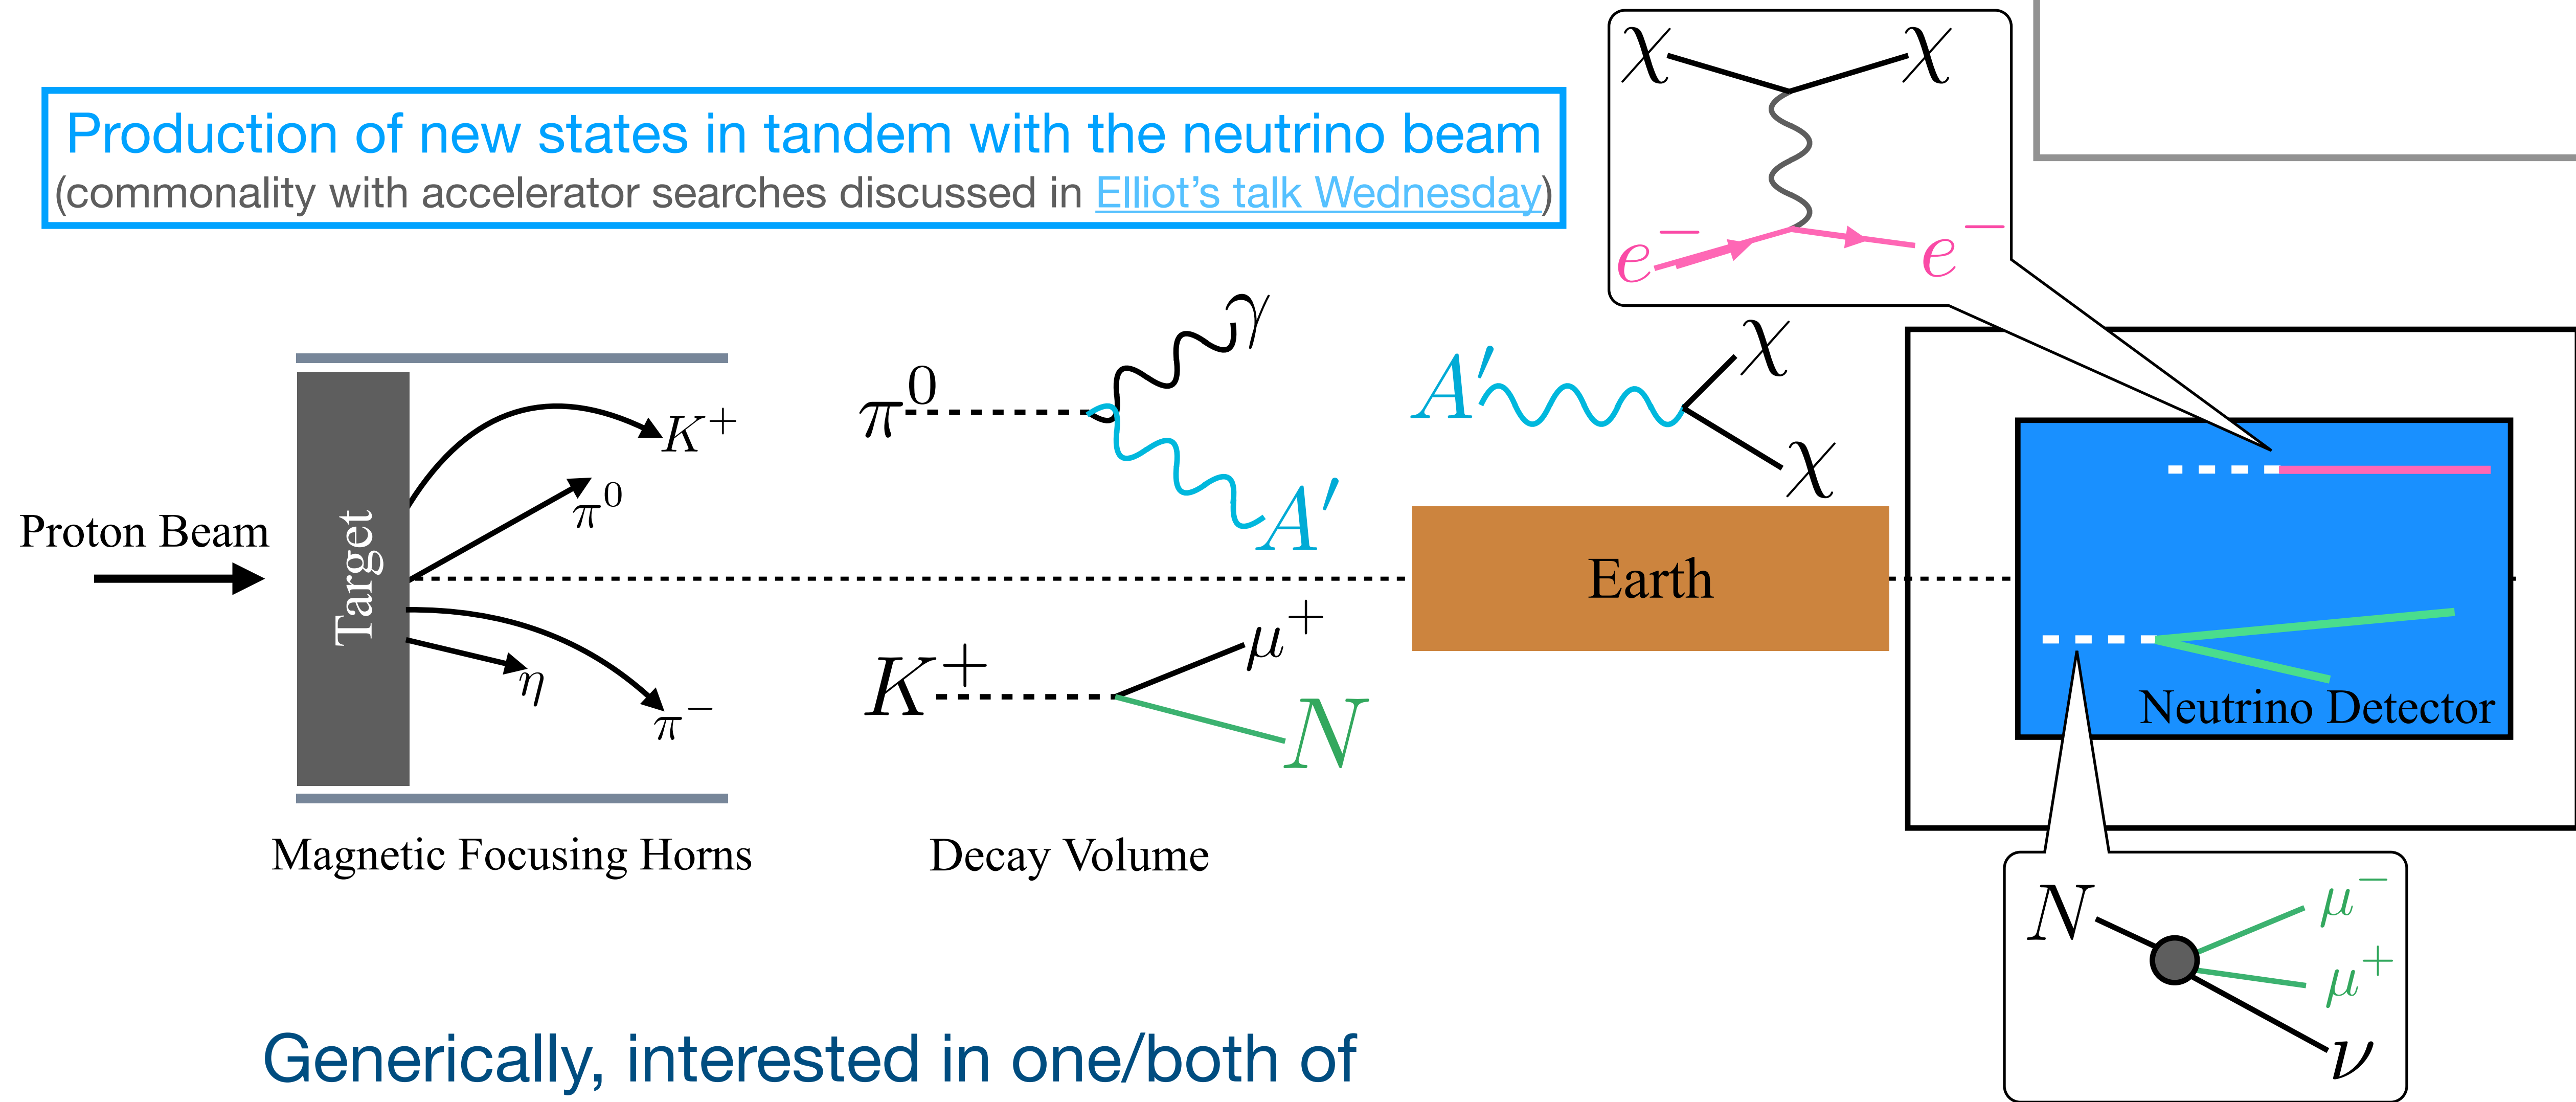 Production of new states in tandem with the neutrino beam
(commonality with accelerator searches discussed in Elliot's talk Wednesday)
χ χ
e⁻ e⁻
Proton Beam
Target
K⁺
π⁰
η
π⁻
Magnetic Focusing Horns
π⁰
γ
A′
K⁺
μ⁺
N
Decay Volume
A′
χ
χ
Earth
Neutrino Detector
N
μ⁻
μ⁺
ν
Generically, interested in one/both of